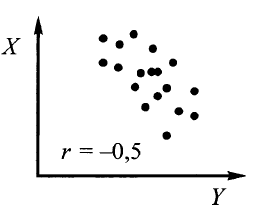 X
r = –0,5
Y